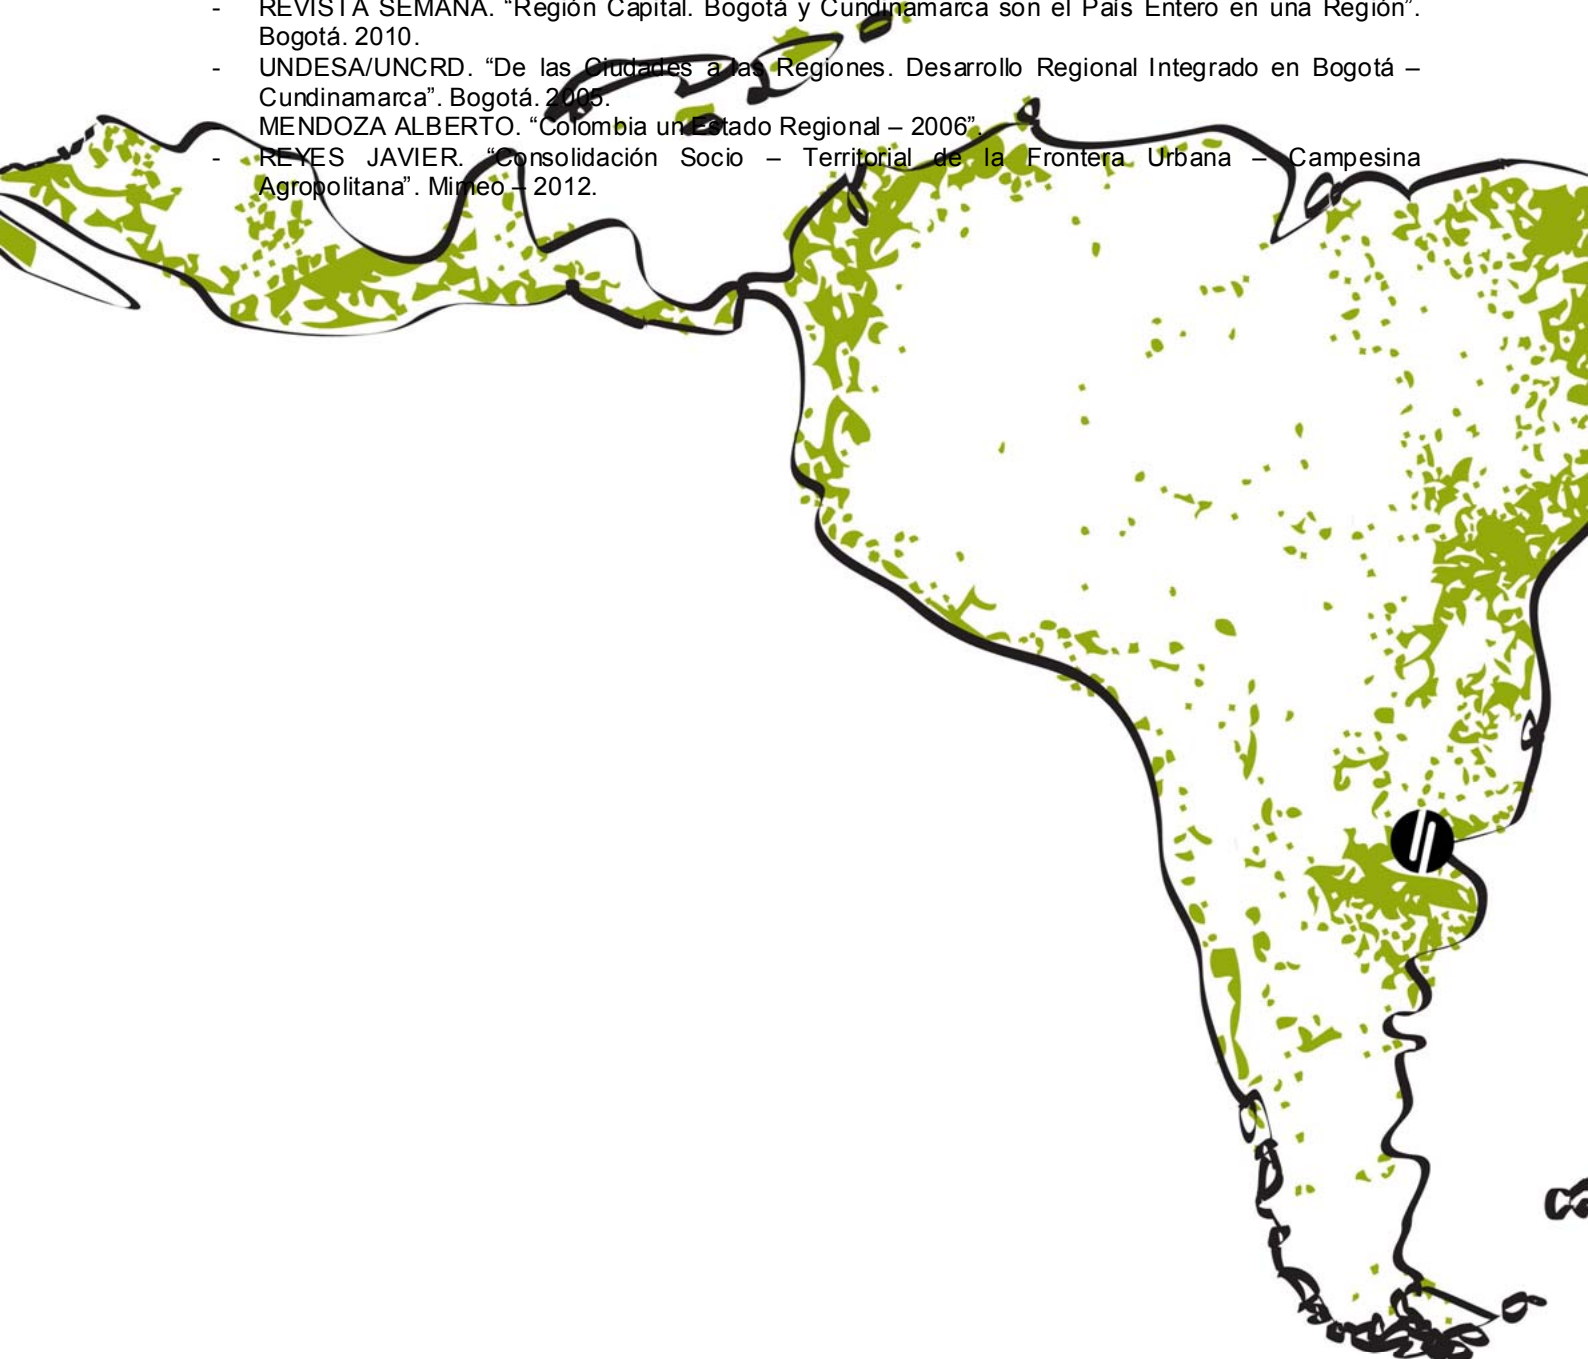 - REVISTA SEMANA. “Región Capital. Bogotá y Cundinamarca son el País Entero en una Región”.
Bogotá. 2010.
- UNDESA/UNCRD. “De las Ciudades a las Regiones. Desarrollo Regional Integrado en Bogotá –
Cundinamarca”. Bogotá. 2005.
- MENDOZA ALBERTO. “Colombia un Estado Regional – 2006”.
- REYES JAVIER. “Consolidación Socio – Territorial de la Frontera Urbana – Campesina
Agropolitana”. Mimeo – 2012.